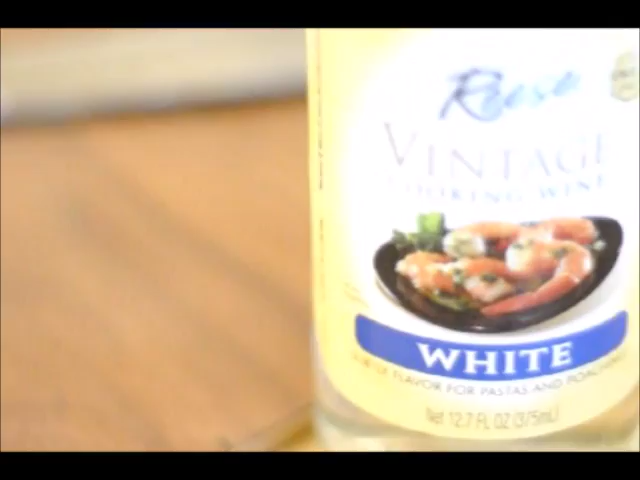 Reese
VINTAGE
COOKING WINE
WHITE
FLAVOR FOR PASTAS AND POACHING
Net 12.7 FL OZ (375mL)